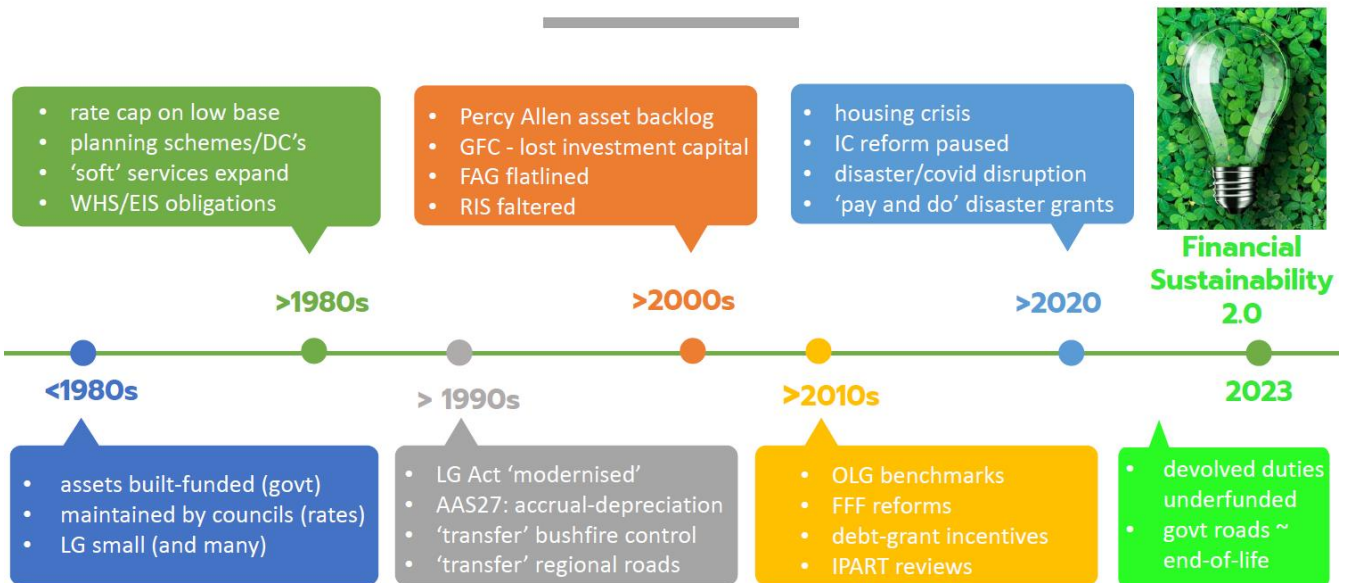 • rate cap on low base
• planning schemes/DC's
• 'soft' services expand
• WHS/EIS obligations
• Percy Allen asset backlog
• GFC - lost investment capital
• FAG flatlined
• RIS faltered
• housing crisis
• IC reform paused
• disaster/covid disruption
• 'pay and do' disaster grants
Financial
Sustainability
2.0
>1980s
>2000s
>2020
<1980s
> 1990s
>2010s
2023
• assets built-funded (govt)
• maintained by councils (rates)
• LG small (and many)
• LG Act 'modernised'
• AAS27: accrual-depreciation
• 'transfer' bushfire control
• 'transfer' regional roads
• OLG benchmarks
• FFF reforms
• debt-grant incentives
• IPART reviews
• devolved duties
underfunded
• govt roads ~
end-of-life